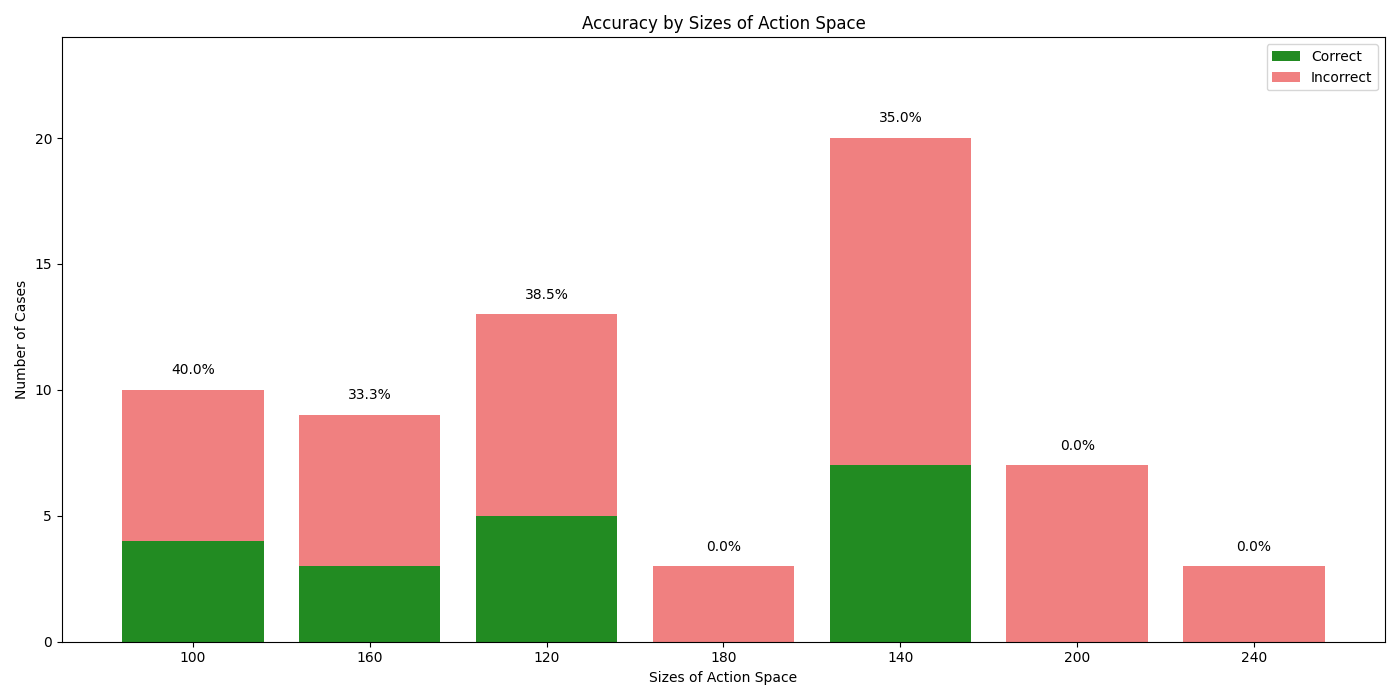 Accuracy by Sizes of Action Space
Correct
Incorrect
Number of Cases
20
15
10
5
0
40.0%
33.3%
38.5%
0.0%
35.0%
0.0%
0.0%
100 160 120 180 140 200 240
Sizes of Action Space